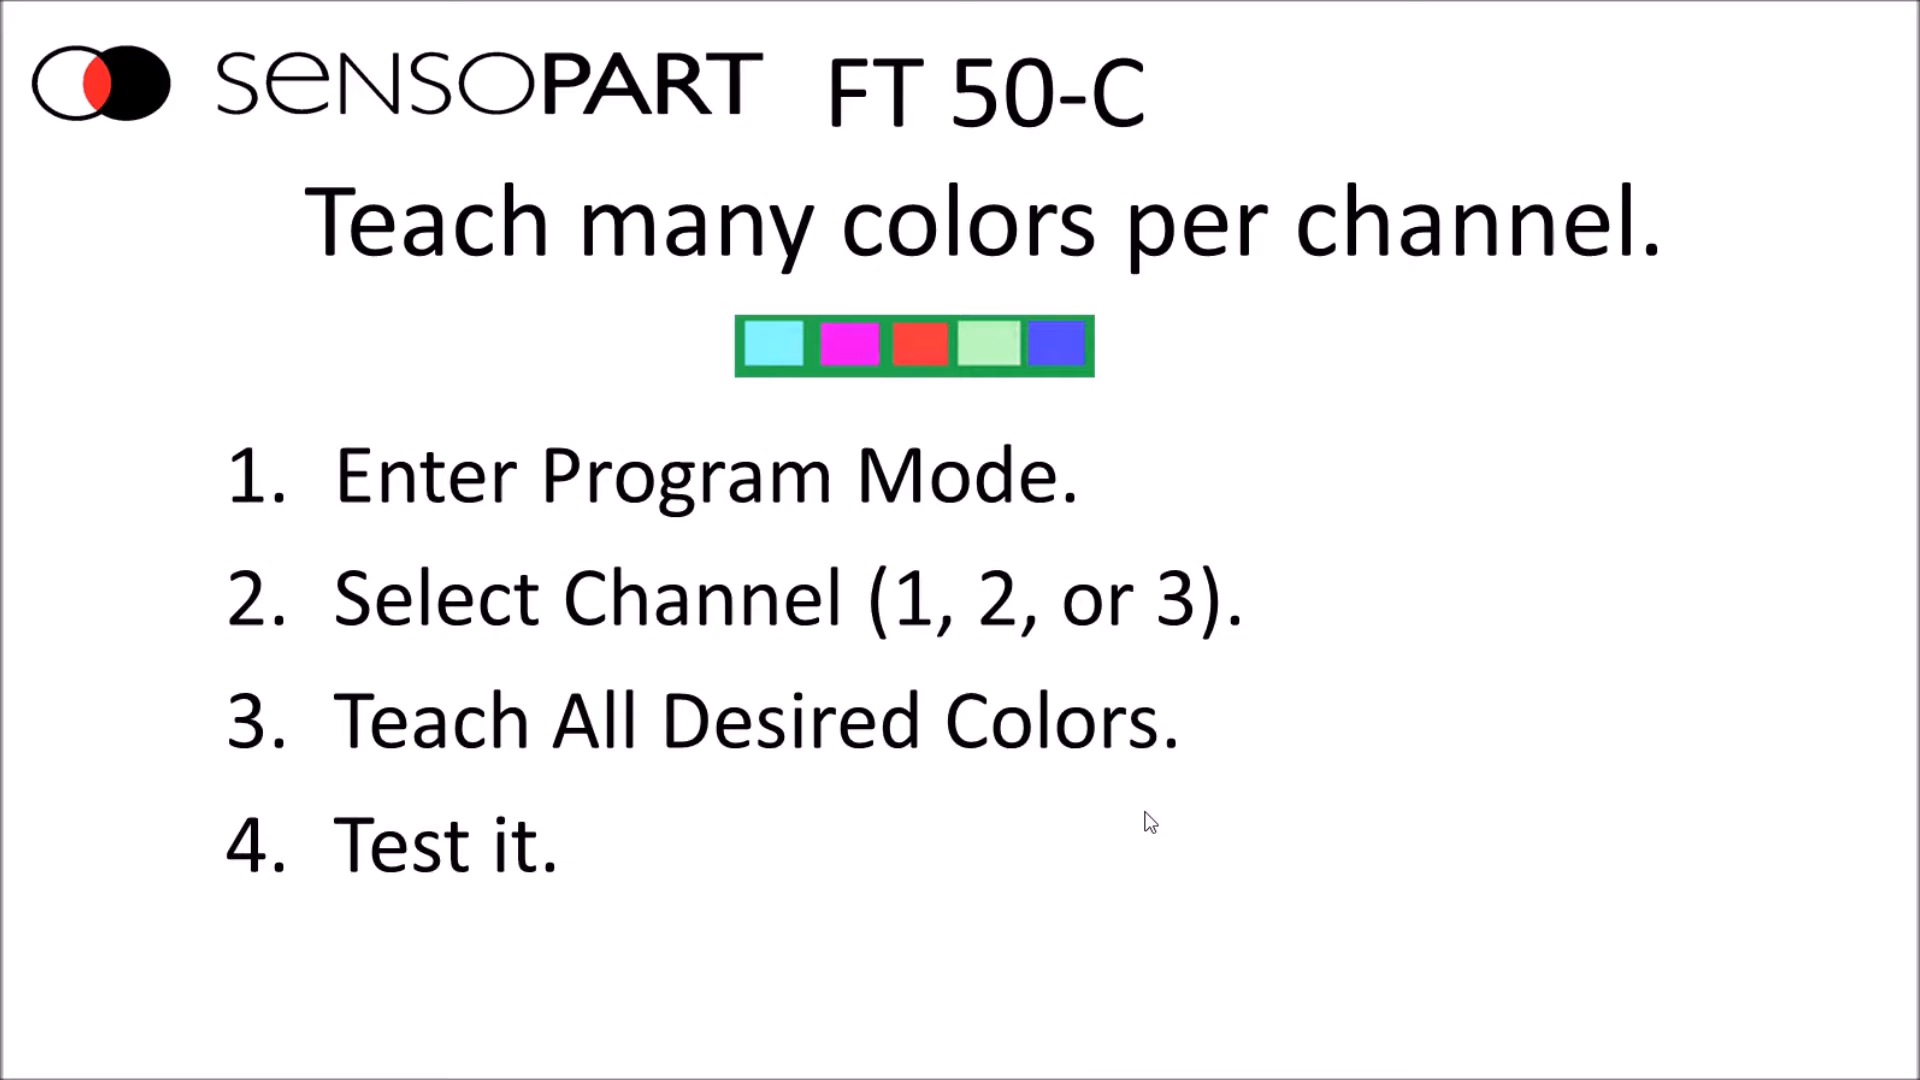 SENSOPART FT 50-C
Teach many colors per channel.
1. Enter Program Mode.
2. Select Channel (1, 2, or 3).
3. Teach All Desired Colors.
4. Test it.